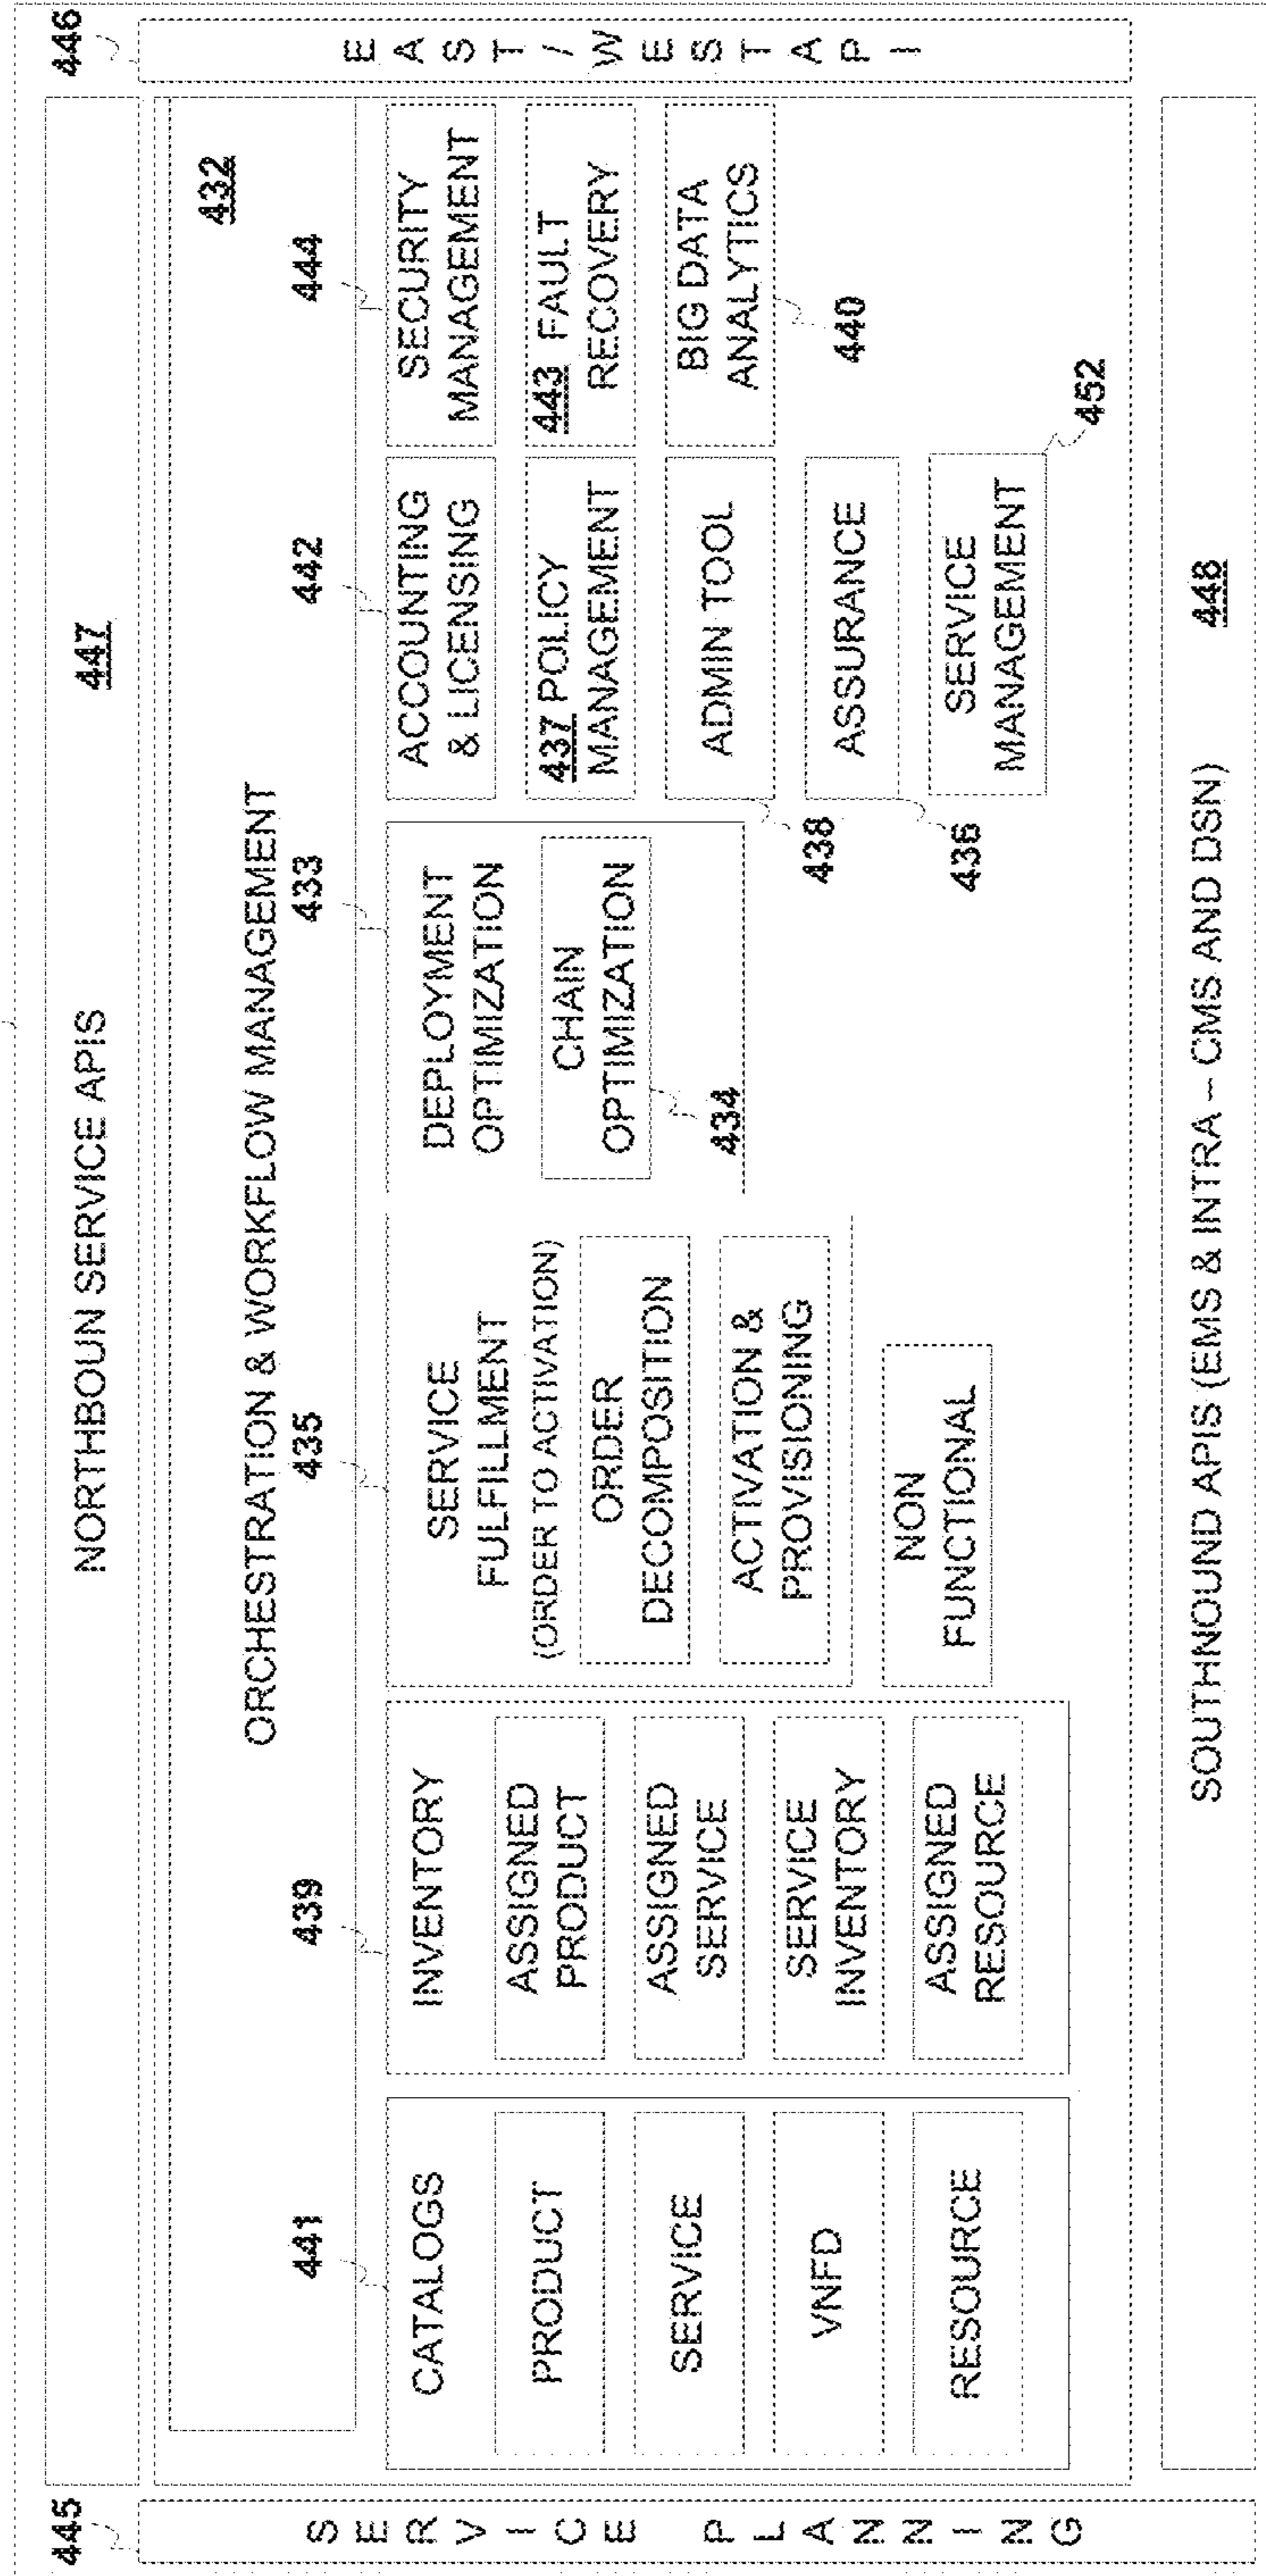 445
446
NORTHBOUN SERVICE APIS
447
SERVICE PLANNING
EAST/WEST API
ORCHESTRATION & WORKFLOW MANAGEMENT
432
441
CATALOGS
PRODUCT
SERVICE
VNFD
RESOURCE
439
INVENTORY
ASSIGNED
PRODUCT
ASSIGNED
SERVICE
SERVICE
INVENTORY
ASSIGNED
RESOURCE
435
SERVICE
FULFILLMENT
(ORDER TO ACTIVATION)
ORDER
DECOMPOSITION
ACTIVATION &
PROVISIONING
NON
FUNCTIONAL
433
DEPLOYMENT
OPTIMIZATION
CHAIN
OPTIMIZATION
434
442
ACCOUNTING
& LICENSING
437 POLICY
MANAGEMENT
ADMIN TOOL
438
ASSURANCE
436
SERVICE
MANAGEMENT
452
444
SECURITY
MANAGEMENT
443 FAULT
RECOVERY
BIG DATA
ANALYTICS
440
SOUTHNOUND APIS (EMS & INTRA – CMS AND DSN)
448